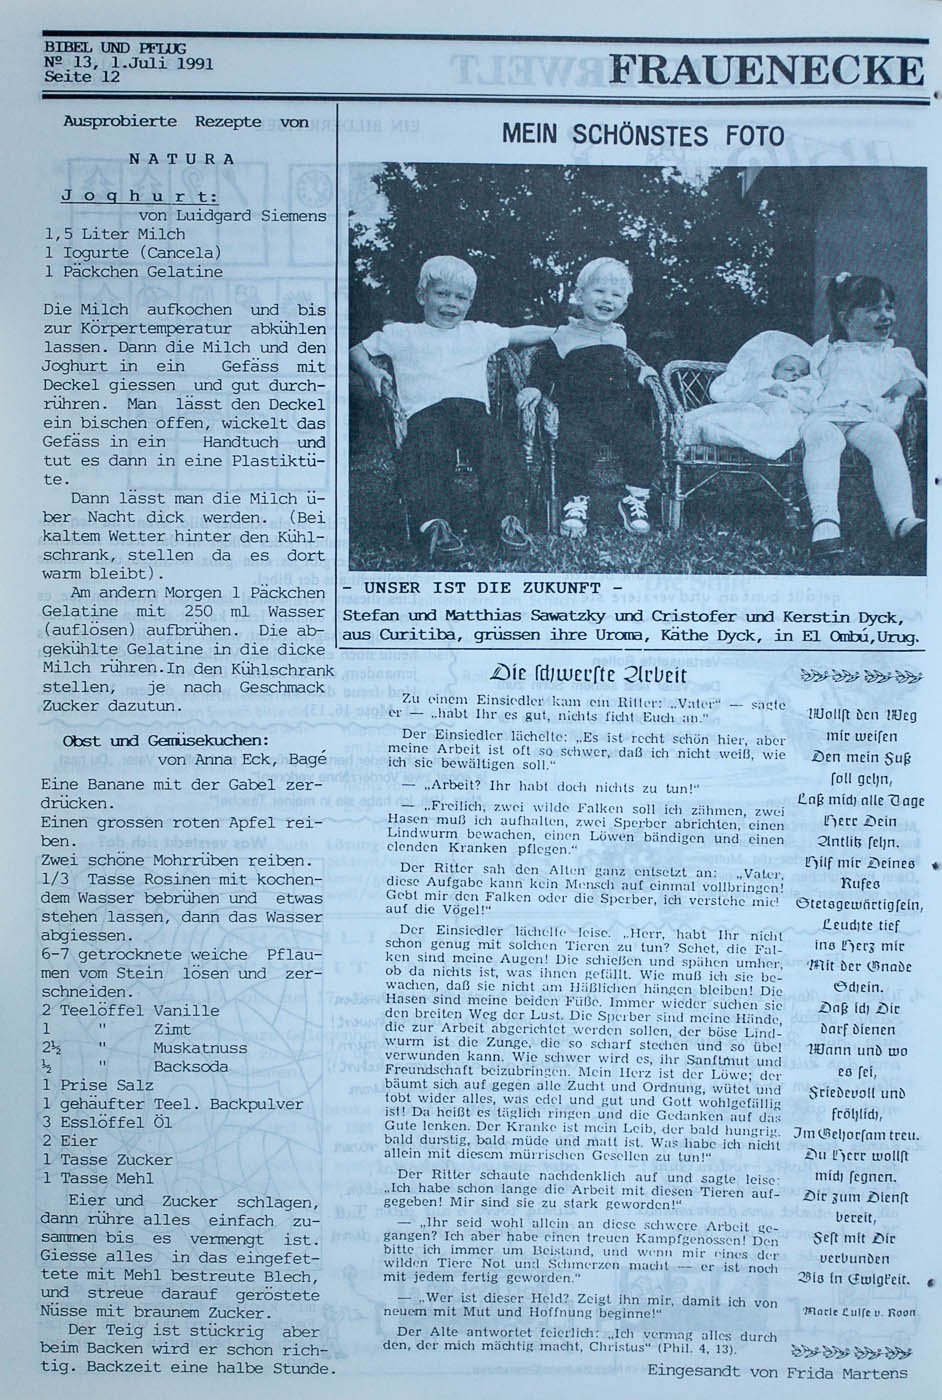 BIBEL UND PFLUG
Nº 13, 1.Juli 1991
Seite 12
FRAUENECKE
Ausprobierte Rezepte von
N A T U R A
J o g h u r t:
von Luidgard Siemens
1,5 Liter Milch
1 Iogurte (Cancela)
1 Päckchen Gelatine
Die Milch aufkochen und bis
zur Körpertemperatur abkühlen
lassen. Dann die Milch und den
Joghurt in ein Gefäss mit
Deckel giessen und gut durch-
rühren. Man lässt den Deckel
ein bischen offen, wickelt das
Gefäss in ein Handtuch und
tut es dann in eine Plastiktü-
te.
Dann lässt man die Milch ü-
ber Nacht dick werden. (Bei
kaltem Wetter hinter den Kühl-
schrank, stellen da es dort
warm bleibt).
Am andern Morgen 1 Päckchen
Gelatine mit 250 ml Wasser
(auflösen) aufbrühen. Die ab-
gekühlte Gelatine in die dicke
Milch rühren.In den Kühlschrank
stellen, je nach Geschmack
Zucker dazutun.
Obst und Gemüsekuchen:
von Anna Eck, Bagé
Eine Banane mit der Gabel zer-
drücken.
Einen grossen roten Apfel rei-
ben.
Zwei schöne Mohrrüben reiben.
1/3 Tasse Rosinen mit kochen-
dem Wasser bebrühen und etwas
stehen lassen, dann das Wasser
abgiessen.
6-7 getrocknete weiche Pflau-
men vom Stein lösen und zer-
schneiden.
2 Teelöffel Vanille
1 " Zimt
2½ " Muskatnuss
½ " Backsoda
1 Prise Salz
1 gehäufter Teel. Backpulver
3 Esslöffel Öl
2 Eier
1 Tasse Zucker
1 Tasse Mehl
Eier und Zucker schlagen,
dann rühre alles einfach zu-
sammen bis es vermengt ist.
Giesse alles in das eingefet-
tete mit Mehl bestreute Blech,
und streue darauf geröstete
Nüsse mit braunem Zucker.
Der Teig ist stückrig aber
beim Backen wird er schon rich-
tig. Backzeit eine halbe Stunde.
MEIN SCHÖNSTES FOTO
- UNSER IST DIE ZUKUNFT -
Stefan und Matthias Sawatzky und Cristofer und Kerstin Dyck,
aus Curitiba, grüssen ihre Uroma, Käthe Dyck, in El Ombú,Urug.
Die schwerste Arbeit
Zu einem Einsiedler kam ein Ritter: „Vater“ — sagte
er — „habt Ihr es gut, nichts ficht Euch an.“
Der Einsiedler lächelte: „Es ist recht schön hier, aber
meine Arbeit ist oft so schwer, daß ich nicht weiß, wie
ich sie bewältigen soll.“
— „Arbeit? Ihr habt doch nichts zu tun!“
— „Freilich, zwei wilde Falken soll ich zähmen, zwei
Hasen muß ich aufhalten, zwei Sperber abrichten, einen
Lindwurm bewachen, einen Löwen bändigen und einen
elenden Kranken pflegen.“
Der Ritter sah den Alten ganz entsetzt an: „Vater,
diese Aufgabe kann kein Mensch auf einmal vollbringen!
Gebt mir den Falken oder die Sperber, ich verstehe mich
auf die Vögel!“
Der Einsiedler lächelte leise. „Herr, habt Ihr nicht
schon genug mit solchen Tieren zu tun? Sehet, die Fal-
ken sind meine Augen! Die schießen und spähen umher,
ob da nichts ist, was ihnen gefällt. Wie muß ich sie be-
wachen, daß sie nicht am Häßlichen hängen bleiben! Die
Hasen sind meine beiden Füße. Immer wieder suchen sie
den breiten Weg der Lust. Die Sperber sind meine Hände,
die zur Arbeit abgerichtet werden sollen, der böse Lind-
wurm ist die Zunge, die so scharf stechen und so übel
verwunden kann. Wie schwer wird es, ihr Sanftmut und
Freundschaft beizubringen. Mein Herz ist der Löwe; der
bäumt sich auf gegen alle Zucht und Ordnung, wütet und
tobt wider alles, was edel und gut und Gott wohlgefällig
ist! Da heißt es täglich ringen und die Gedanken auf das
Gute lenken. Der Kranke ist mein Leib, der bald hungrig,
bald durstig, bald müde und matt ist. Was habe ich nicht
allein mit diesem mürrischen Gesellen zu tun!“
Der Ritter schaute nachdenklich auf und sagte leise:
„Ich habe schon lange die Arbeit mit diesen Tieren auf-
gegeben! Mir sind sie zu stark geworden!“
— „Ihr seid wohl allein an diese schwere Arbeit ge-
gangen? Ich aber habe einen treuen Kampfgenossen! Den
bitte ich immer um Beistand, und wenn mir eines der
wilden Tiere Not und Schmerzen macht — er ist noch
mit jedem fertig geworden.“
— „Wer ist dieser Held? Zeigt ihn mir, damit ich von
neuem mit Mut und Hoffnung beginne!“
Der Alte antwortet feierlich: „Ich vermag alles durch
den, der mich mächtig macht, Christus“ (Phil. 4, 13).
Wollst den Weg
mir weisen
Den mein Fuß
soll gehn,
Laß mich alle Tage
Herr Dein
Antlitz sehn.
Hilf mir Deines
Rufes
Stetsgewärtigsein,
Leuchte tief
ins Herz mir
Mit der Gnade
Schein.
Daß ich Dir
darf dienen
Wann und wo
es sei,
Friedevoll und
fröhlich,
Im Gehorsam treu.
Du Herr wollst
mich segnen.
Dir zum Dienst
bereit,
Fest mit Dir
verbunden
Bis in Ewigkeit.
Marie Luise v. Roon
Eingesandt von Frida Martens